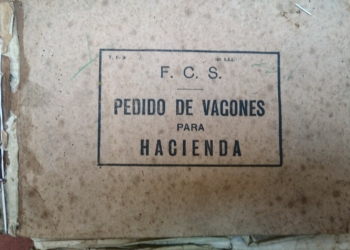 F. C. S.
PEDIDO DE VAGONES
PARA
HACIENDA